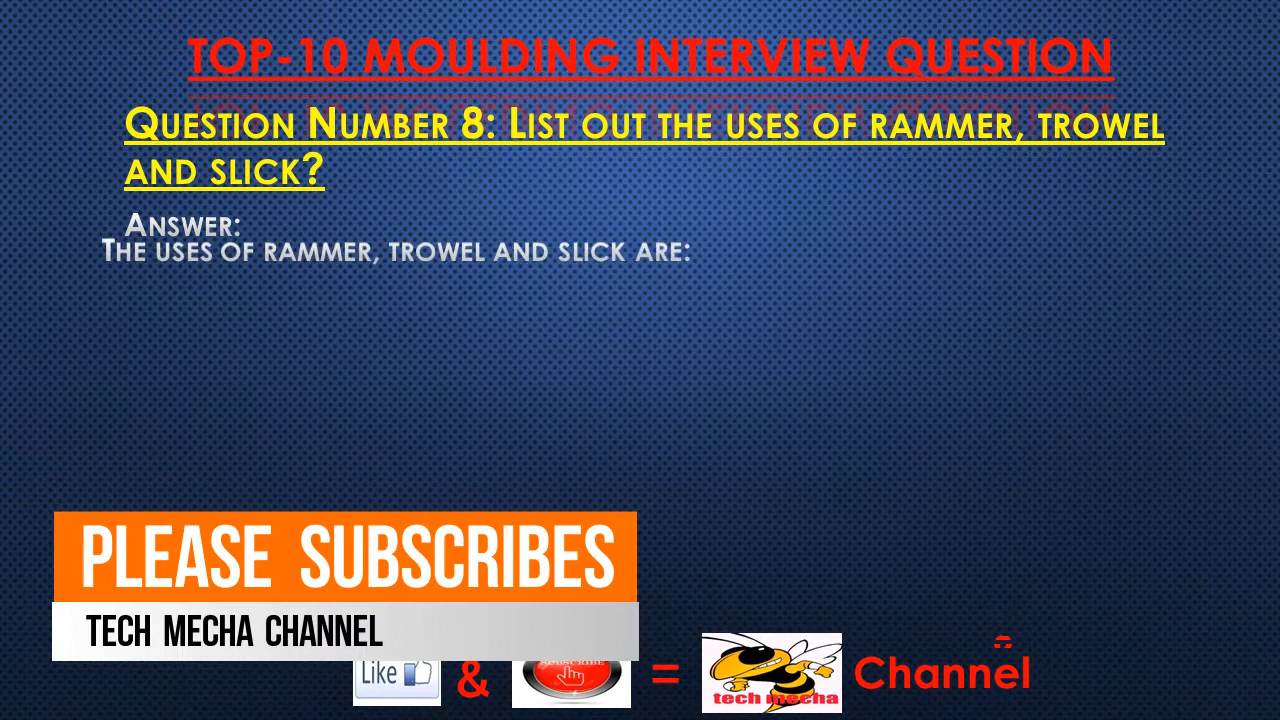 TOP-10 MOULDING INTERVIEW QUESTION
QUESTION NUMBER 8: LIST OUT THE USES OF RAMMER, TROWEL
AND SLICK?
ANSWER:
THE USES OF RAMMER, TROWEL AND SLICK ARE:
PLEASE SUBSCRIBES
TECH MECHA CHANNEL
Like & SUBSCRIBE = tech mecha Channel